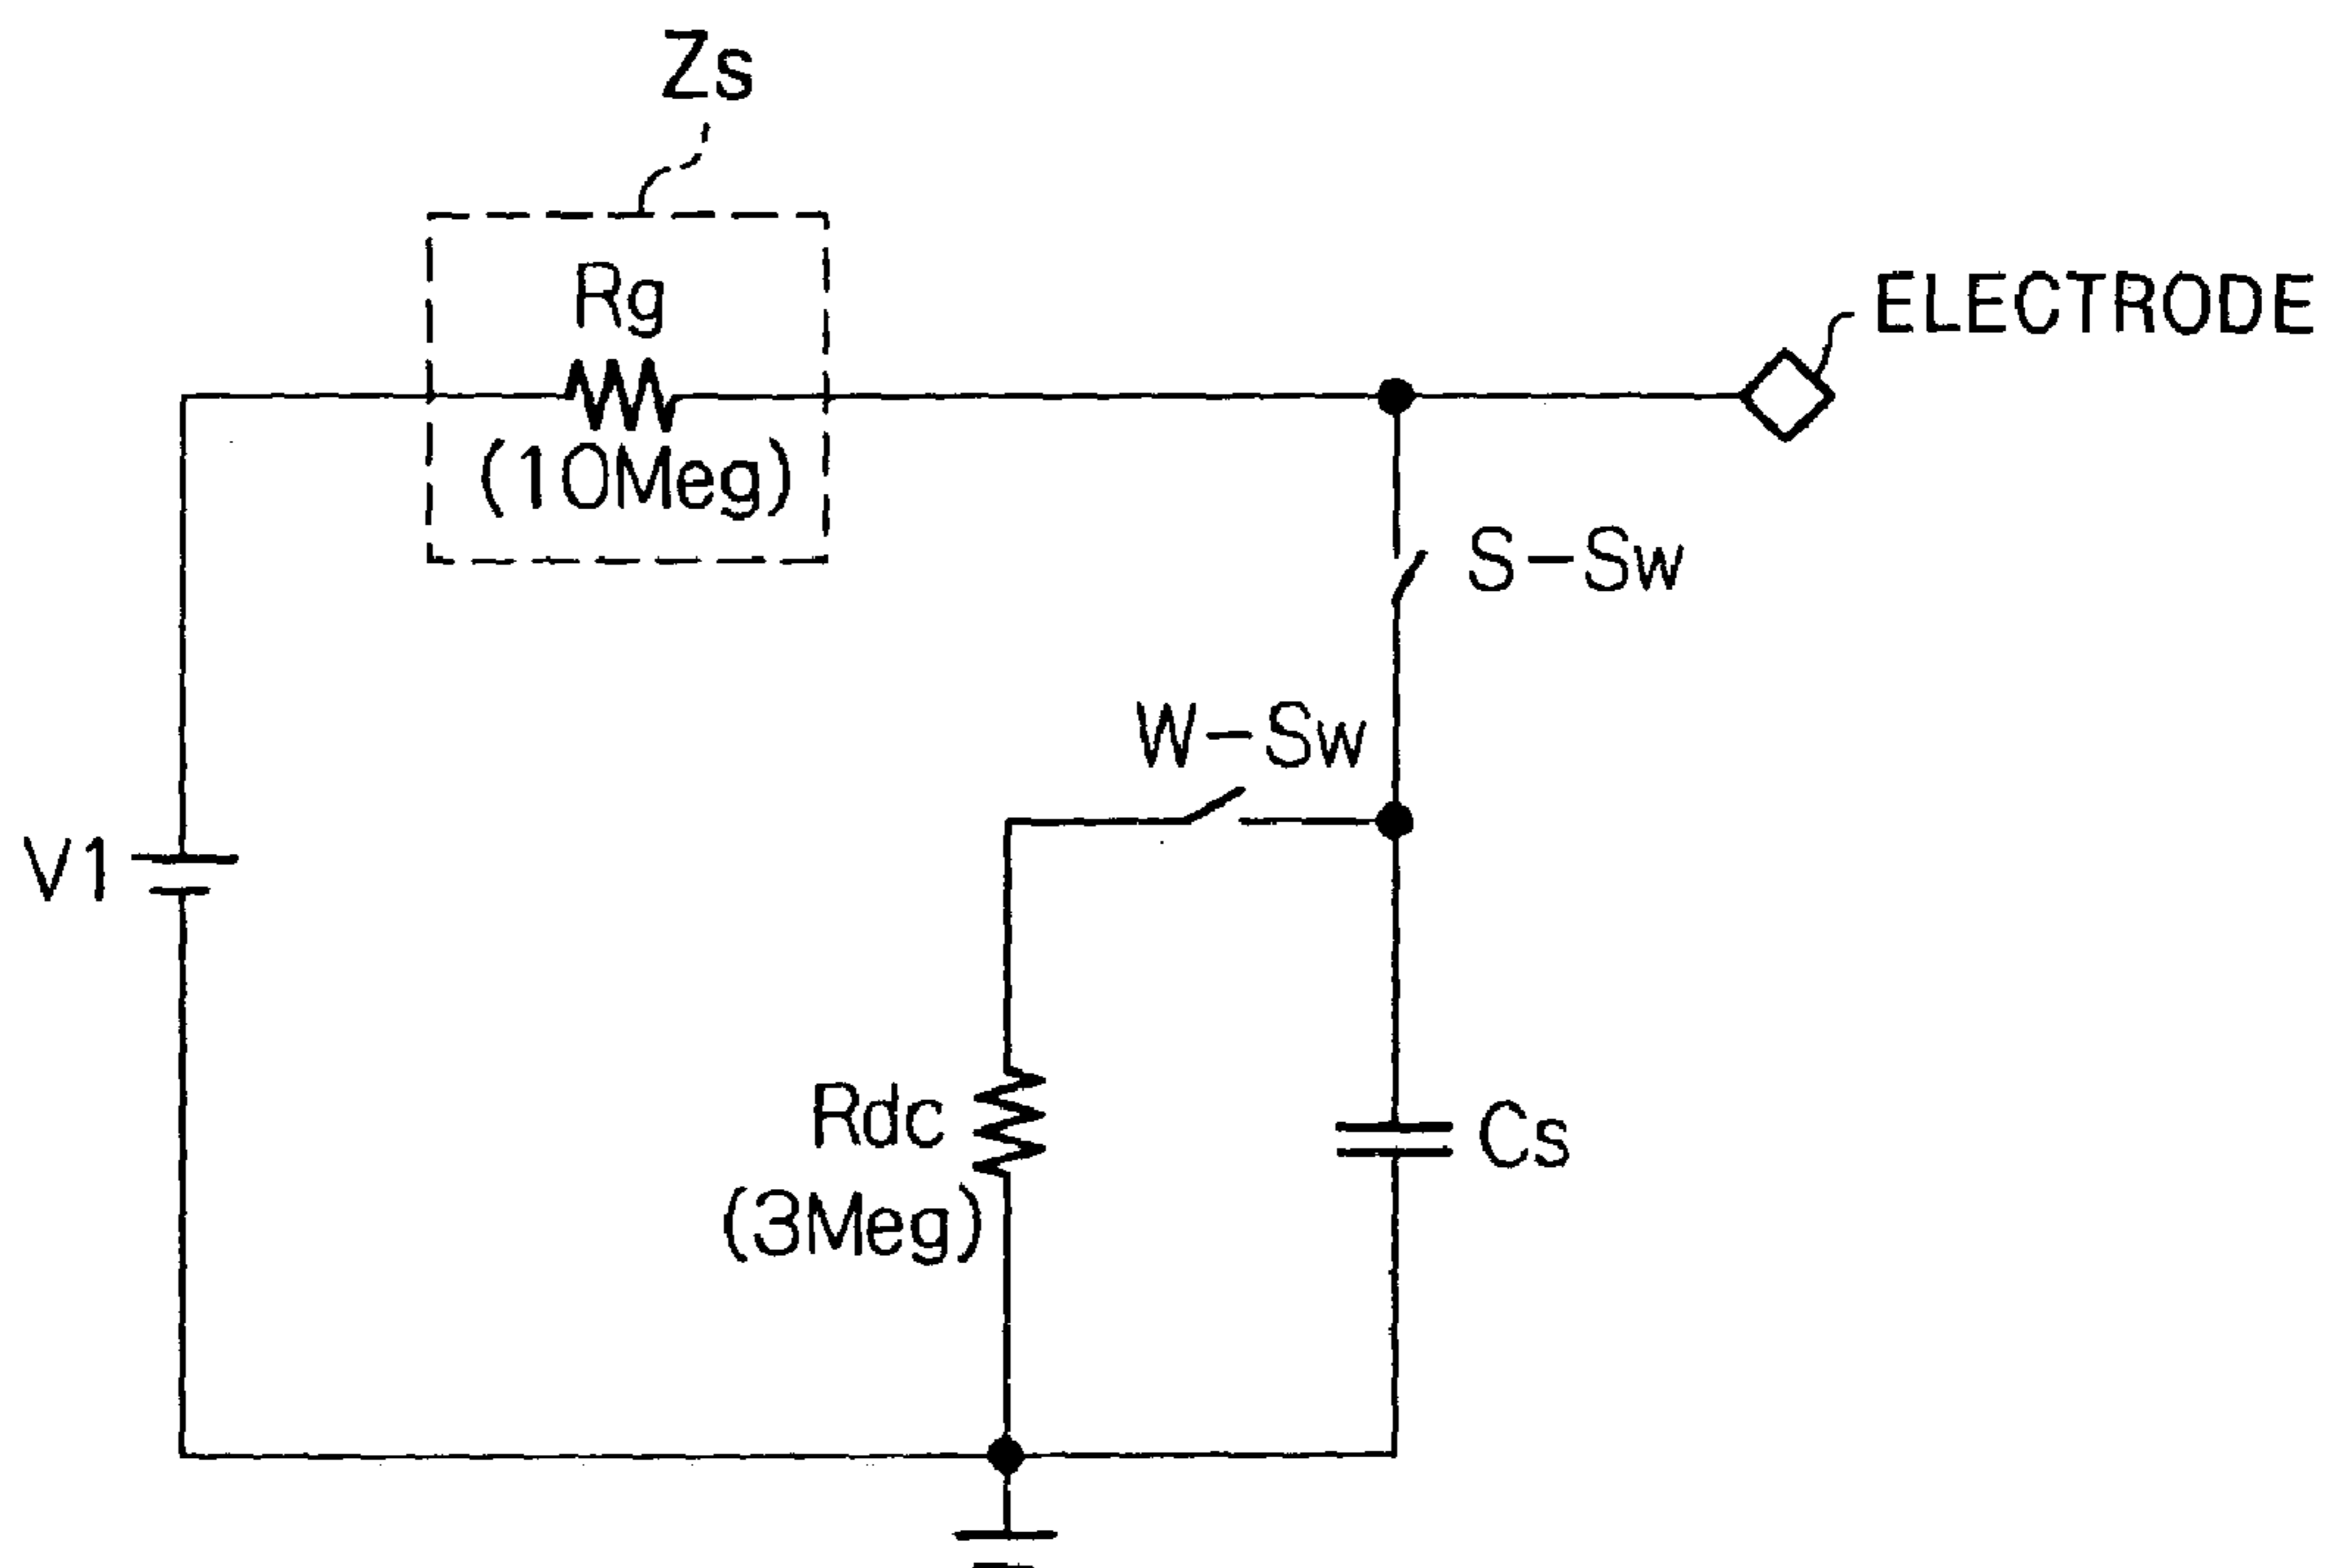 Zs
Rg
(10Meg)
ELECTRODE
S-Sw
W-Sw
V1
Rdc
(3Meg)
Cs